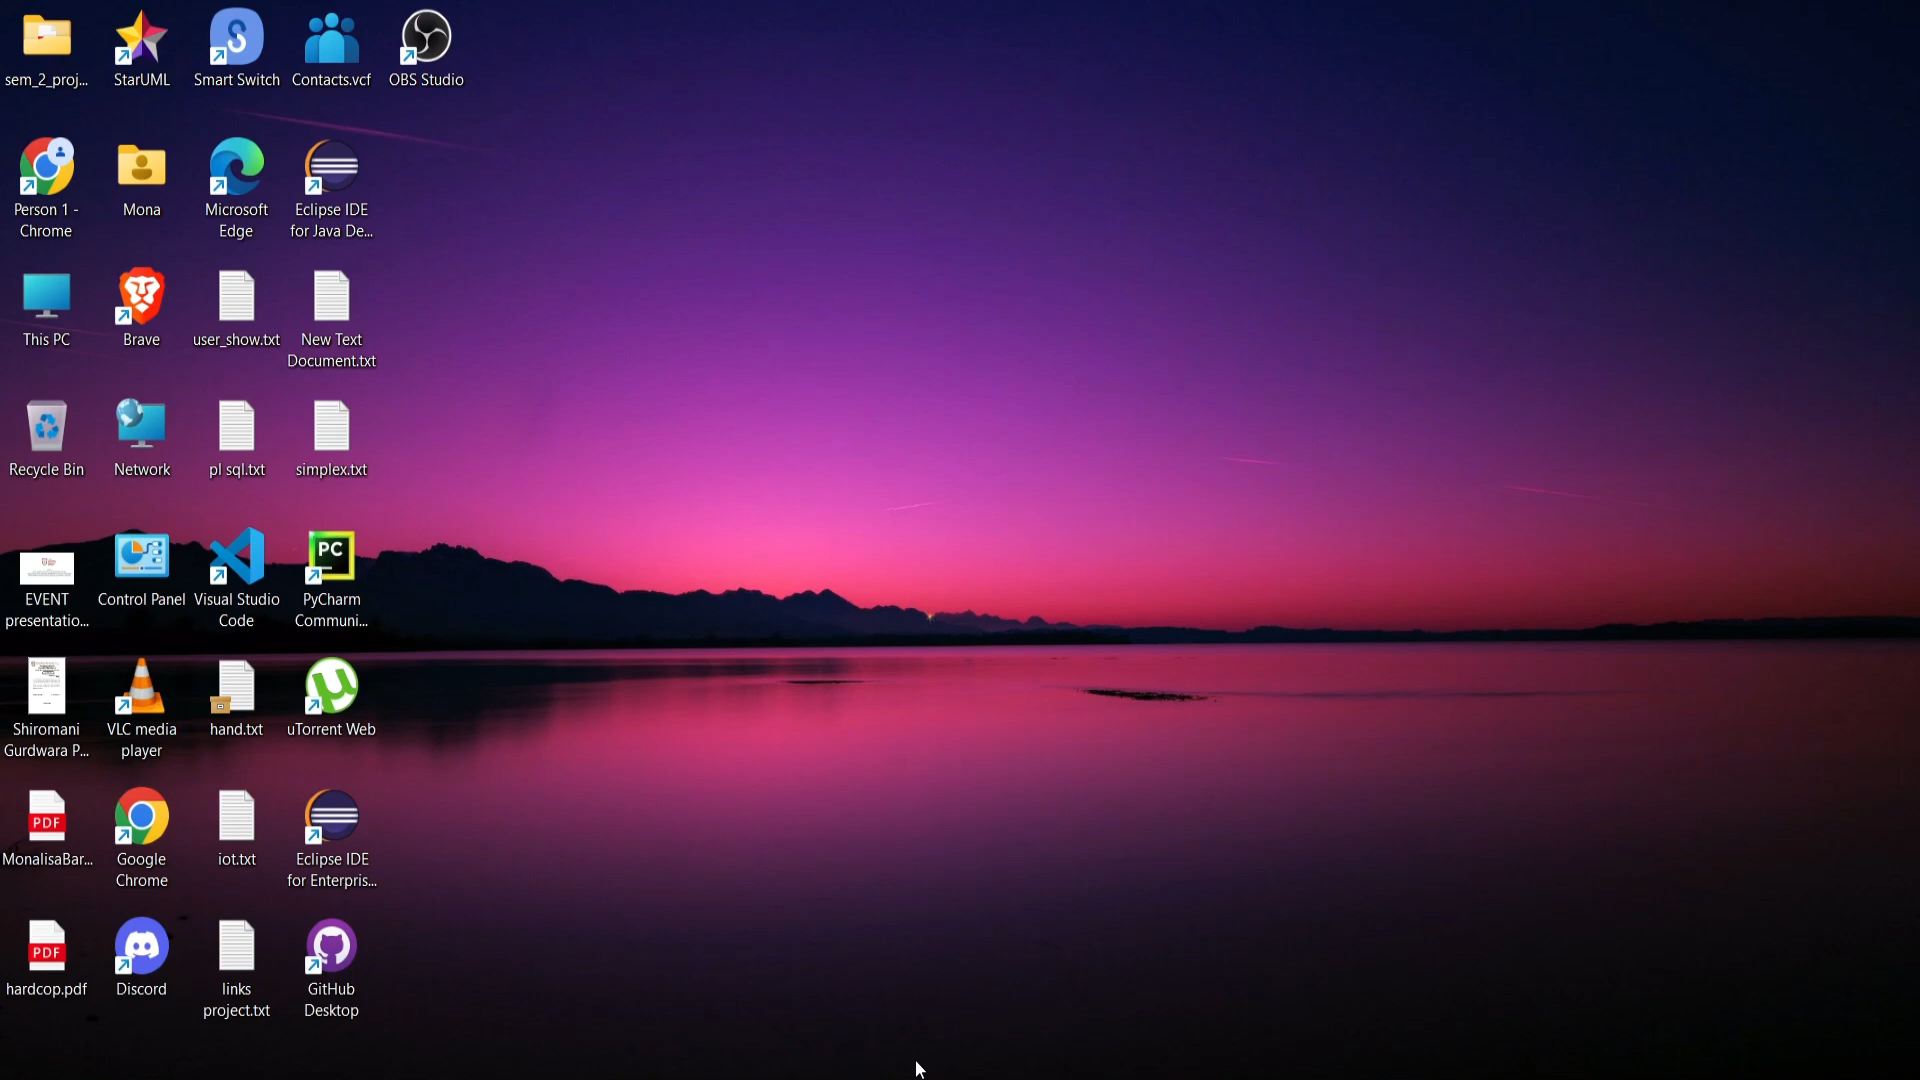 sem_2_proj...
StarUML
Smart Switch
Contacts.vcf
OBS Studio
Person 1 -
Chrome
Mona
Microsoft
Edge
Eclipse IDE
for Java De...
This PC
Brave
user_show.txt
New Text
Document.txt
Recycle Bin
Network
pl sql.txt
simplex.txt
EVENT
presentatio...
Control Panel
Visual Studio
Code
PC
PyCharm
Communi...
Shiromani
Gurdwara P...
VLC media
player
hand.txt
uTorrent Web
PDF
MonalisaBar...
Google
Chrome
iot.txt
Eclipse IDE
for Enterpris...
PDF
hardcop.pdf
Discord
links
project.txt
GitHub
Desktop